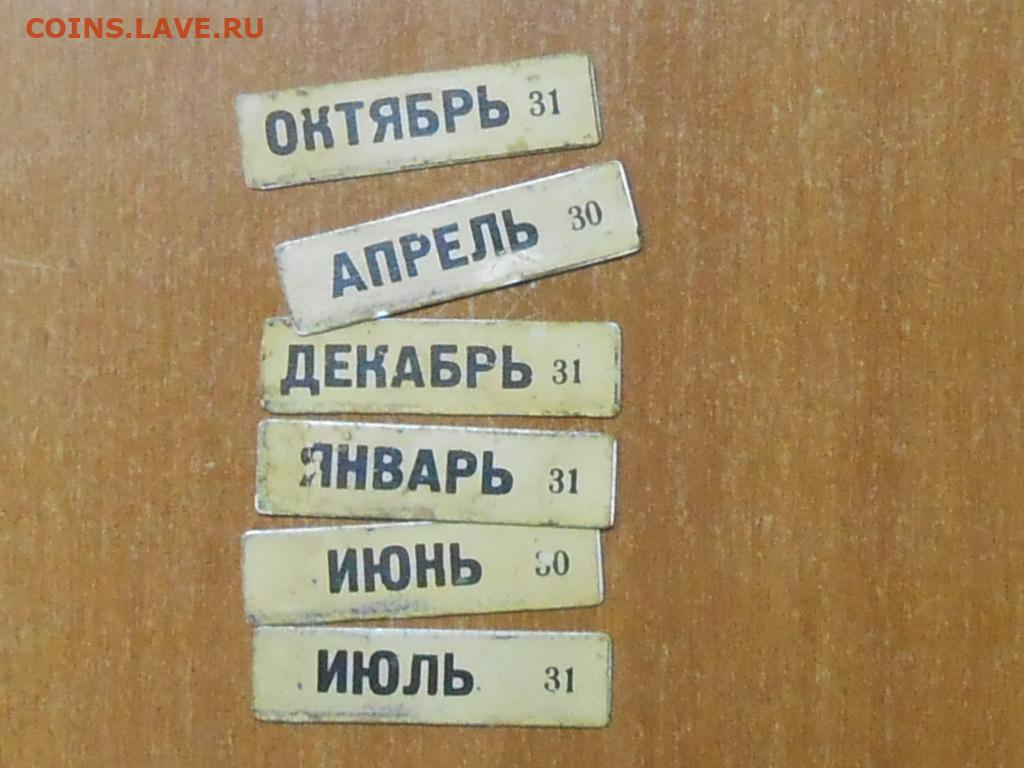 COINS.LAVE.RU
ОКТЯБРЬ 31
АПРЕЛЬ 30
ДЕКАБРЬ 31
ЯНВАРЬ 31
ИЮНЬ 30
ИЮЛЬ 31